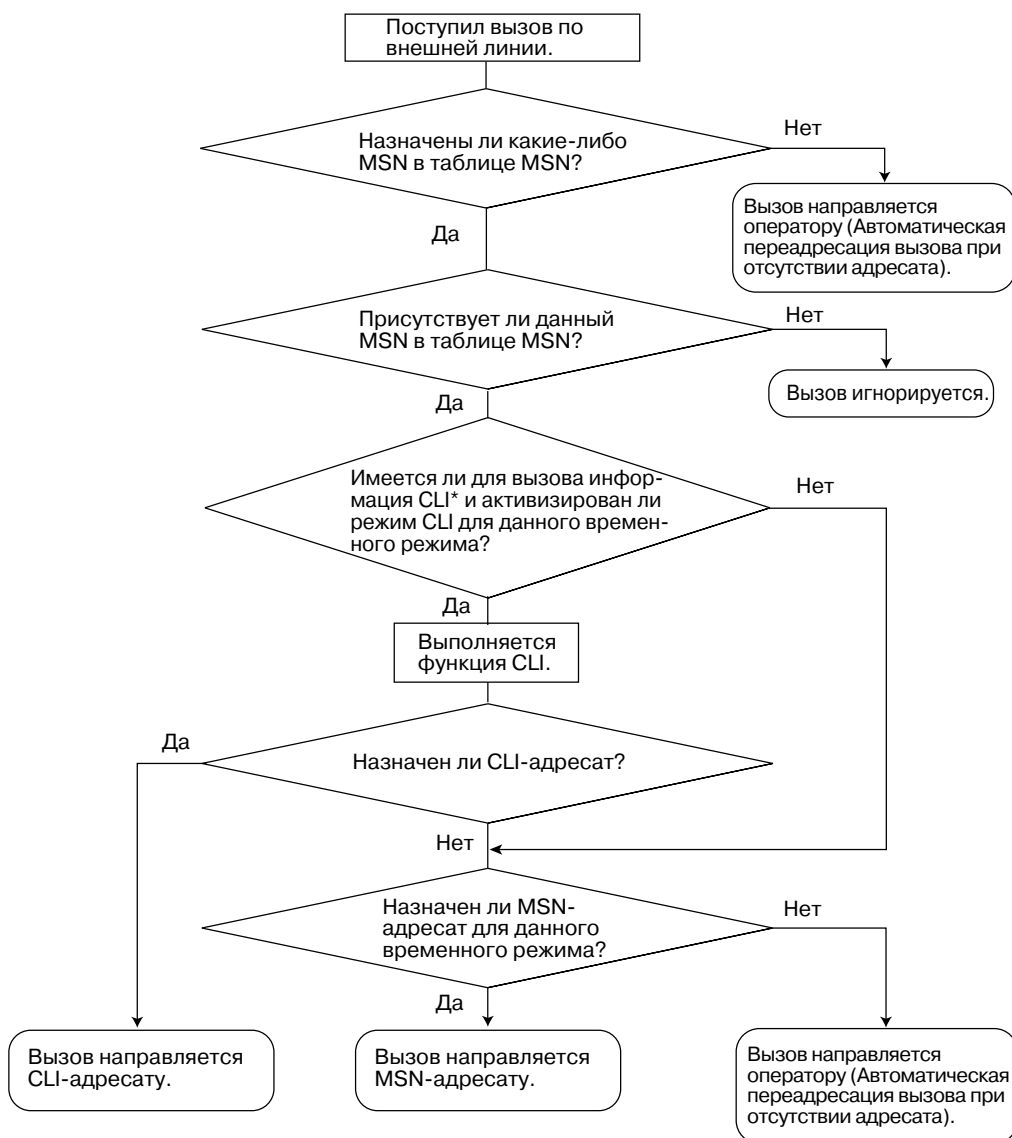 Поступил вызов по
внешней линии.
Назначены ли какие-либо
MSN в таблице MSN?
Нет
Вызов направляется
оператору (Автоматическая
переадресация вызова при
отсутствии адресата).
Да
Присутствует ли данный
MSN в таблице MSN?
Нет
Вызов игнорируется.
Да
Имеется ли для вызова инфор-
мация CLI* и активизирован ли
режим CLI для данного времен-
ного режима?
Нет
Да
Выполняется
функция CLI.
Да
Назначен ли CLI-адресат?
Нет
Назначен ли MSN-
адресат для данного
временного режима?
Нет
Да
Вызов направляется
CLI-адресату.
Вызов направляется
MSN-адресату.
Вызов направляется
оператору (Автоматическая
переадресация вызова при
отсутствии адресата).